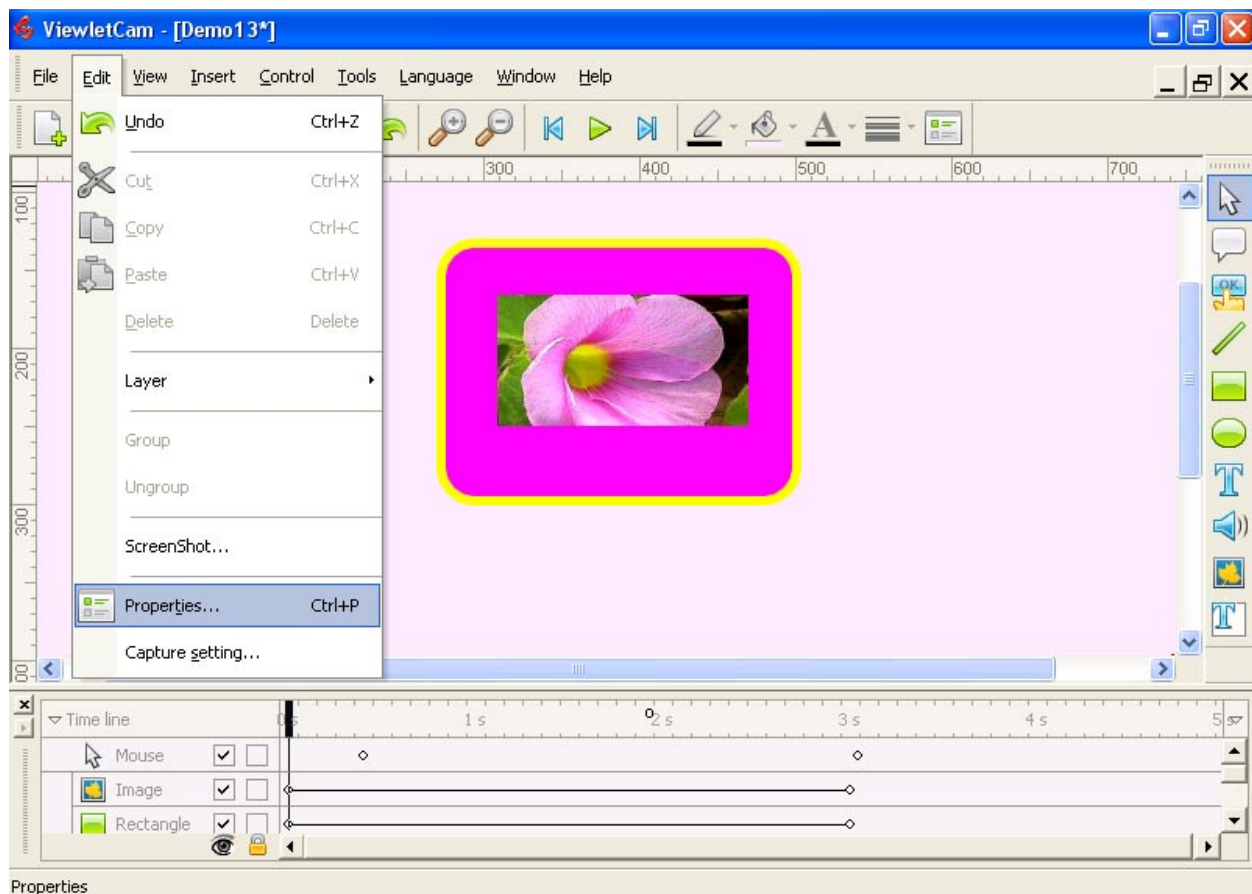 ViewletCam - [Demo13*]
File Edit View Insert Control Tools Language Window Help
Undo Ctrl+Z
Cut Ctrl+X
Copy Ctrl+C
Paste Ctrl+V
Delete Delete
Layer
Group
Ungroup
ScreenShot...
Properties... Ctrl+P
Capture setting...
300 400 500 600 700
100
200
300
A
OK
T
T
Time line 0s 1 s 2 s 3 s 4 s 5
Mouse
Image
Rectangle
Properties